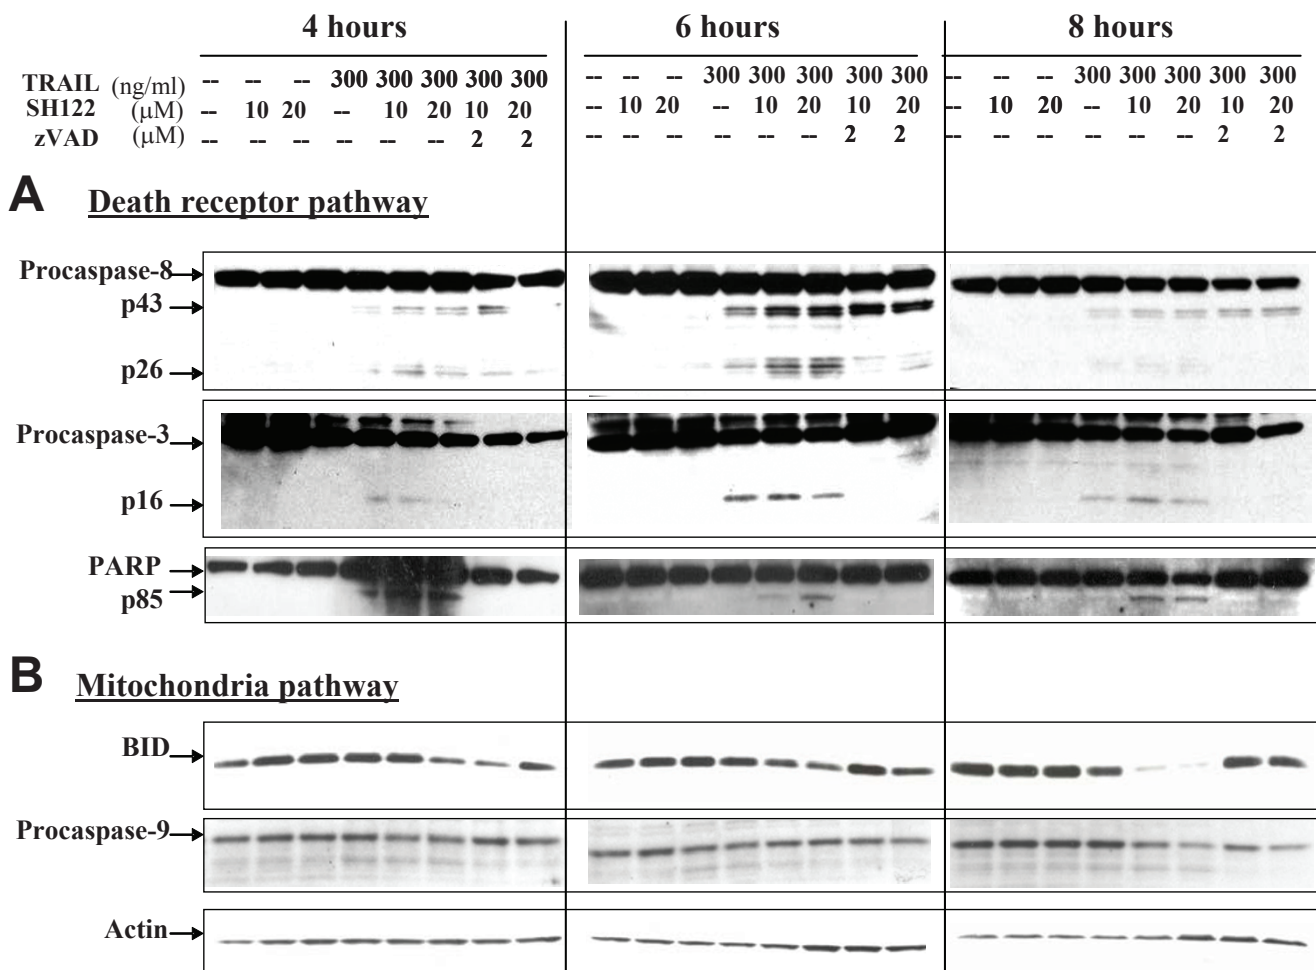 4 hours 6 hours 8 hours
TRAIL (ng/ml) -- -- -- 300 300 300 300 300 -- -- -- 300 300 300 300 300 -- -- -- 300 300 300 300 300
SH122 (μM) -- 10 20 -- 10 20 10 20 -- 10 20 -- 10 20 10 20 -- 10 20 -- 10 20 10 20
zVAD (μM) -- -- -- -- -- -- 2 2 -- -- -- -- -- -- 2 2 -- -- -- -- -- -- 2 2
A Death receptor pathway
Procaspase-8
p43
p26
Procaspase-3
p16
PARP
p85
B Mitochondria pathway
BID
Procaspase-9
Actin